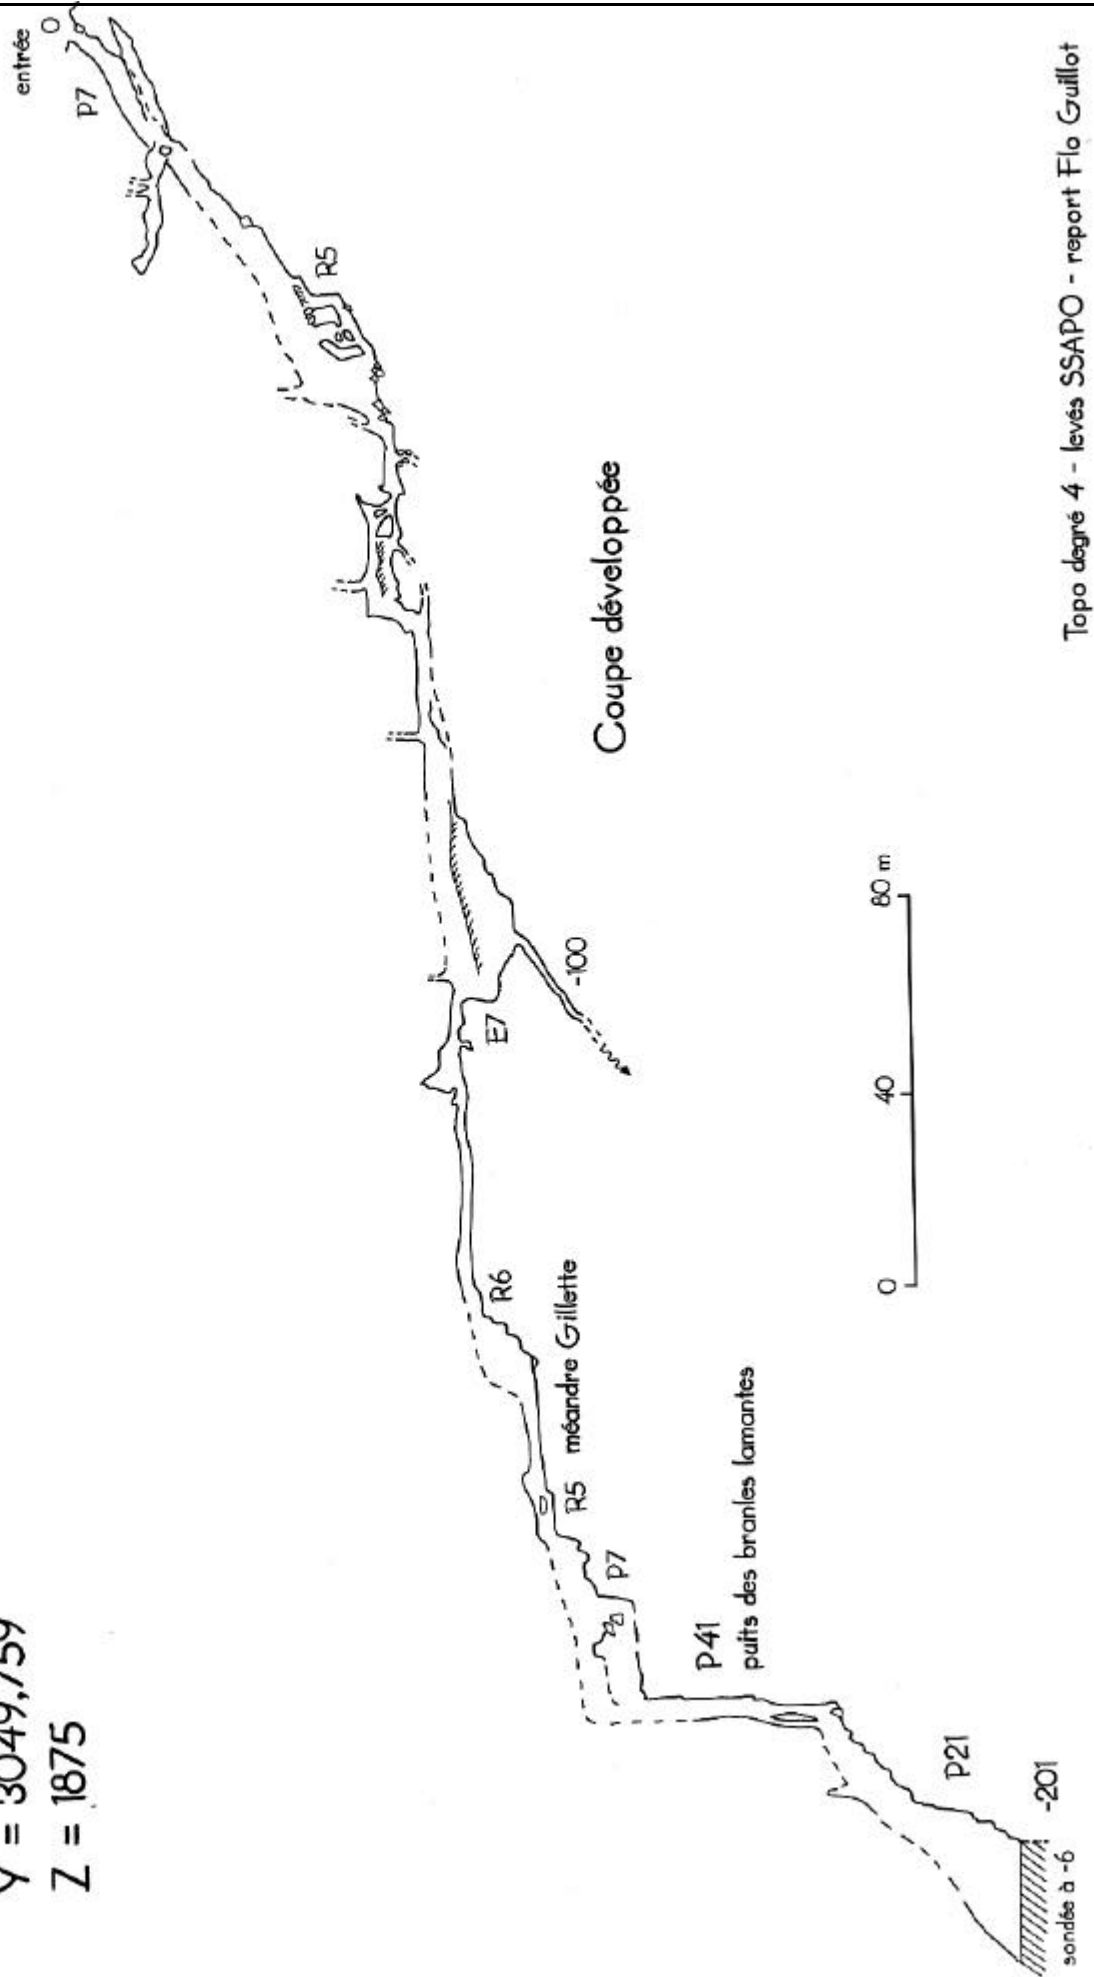 Y = 3049,759
Z = 1875
entrée
0
P7
R5
Coupe développée
E7
-100
R6
méandre Gillette
R5
P7
P41
puits des branles lamantes
P21
-201
sondée à -6
0 40 80 m
Topo degré 4 - levés SSAPO - report Flo Guillot